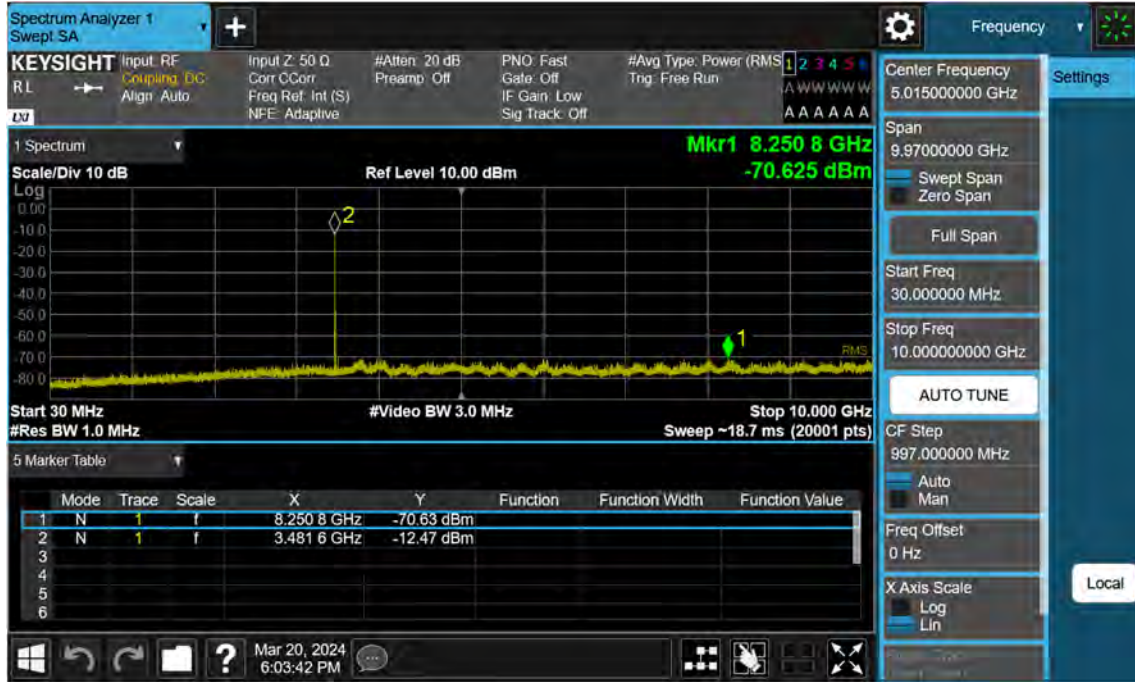 Spectrum Analyzer 1
Swept SA
Frequency
KEYSIGHT
RL
LXI
Input: RF
Coupling: DC
Align: Auto
Input Z: 50 Ω
Corr CCorr
Freq Ref: Int (S)
NFE: Adaptive
#Atten: 20 dB
Preamp: Off
PNO: Fast
Gate: Off
IF Gain: Low
Sig Track: Off
#Avg Type: Power (RMS
Trig: Free Run
1 2 3 4 5 6
A W W W W W
A A A A A A
Center Frequency
5.015000000 GHz
Settings
1 Spectrum
Mkr1 8.250 8 GHz
-70.625 dBm
Scale/Div 10 dB
Ref Level 10.00 dBm
Span
9.97000000 GHz
Swept Span
Zero Span
Full Span
Log
0.00
-10.0
-20.0
-30.0
-40.0
-50.0
-60.0
-70.0
-80.0
2
1
RMS
Start Freq
30.000000 MHz
Stop Freq
10.000000000 GHz
AUTO TUNE
Start 30 MHz
#Video BW 3.0 MHz
Stop 10.000 GHz
#Res BW 1.0 MHz
Sweep ~18.7 ms (20001 pts)
CF Step
997.000000 MHz
Auto
Man
5 Marker Table
Mode Trace Scale X Y Function Function Width Function Value
1 N 1 f 8.250 8 GHz -70.63 dBm
2 N 1 f 3.481 6 GHz -12.47 dBm
3
4
5
6
Freq Offset
0 Hz
X Axis Scale
Log
Lin
Local
?
Mar 20, 2024
6:03:42 PM